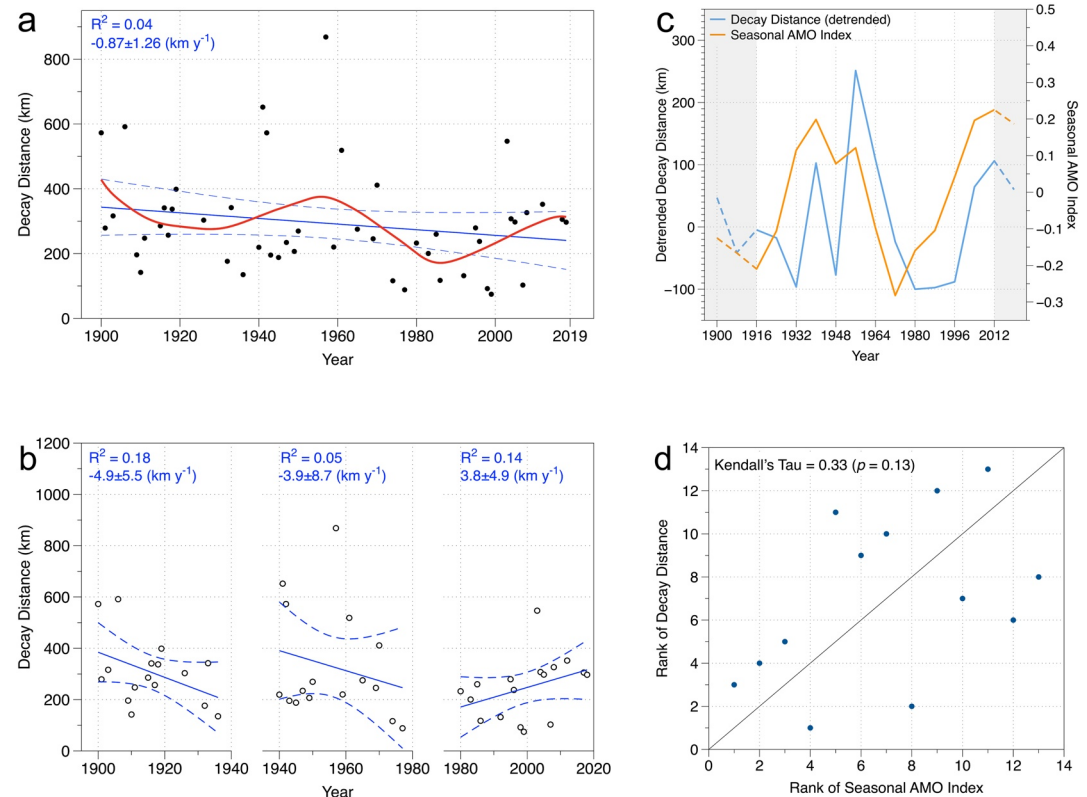 a
R² = 0.04
-0.87±1.26 (km y⁻¹)
800
600
400
200
0
Decay Distance (km)
1900
1920
1940
1960
1980
2000
2019
Year
c
Decay Distance (detrended)
Seasonal AMO Index
300
200
100
0
−100
Detrended Decay Distance (km)
0.5
0.4
0.3
0.2
0.1
0
−0.1
−0.2
−0.3
Seasonal AMO Index
1900
1916
1932
1948
1964
1980
1996
2012
Year
b
R² = 0.18
-4.9±5.5 (km y⁻¹)
R² = 0.05
-3.9±8.7 (km y⁻¹)
R² = 0.14
3.8±4.9 (km y⁻¹)
1200
1000
800
600
400
200
0
Decay Distance (km)
1900
1920
1940
1940
1960
1980
1980
2000
2020
Year
d
Kendall's Tau = 0.33 (p = 0.13)
14
12
10
8
6
4
2
0
Rank of Decay Distance
0
2
4
6
8
10
12
14
Rank of Seasonal AMO Index